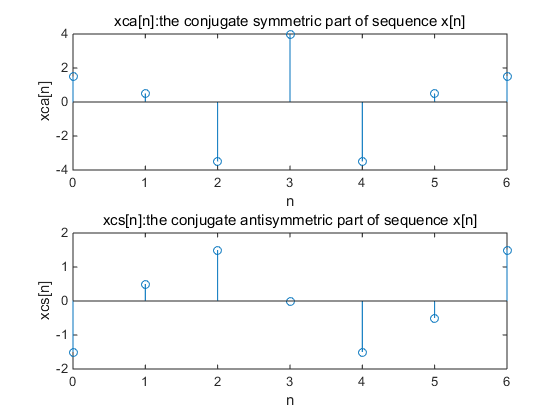 xca[n]:the conjugate symmetric part of sequence x[n]
4
2
0
-2
-4
xca[n]
0 1 2 3 4 5 6
n
xcs[n]:the conjugate antisymmetric part of sequence x[n]
2
1
0
-1
-2
xcs[n]
0 1 2 3 4 5 6
n